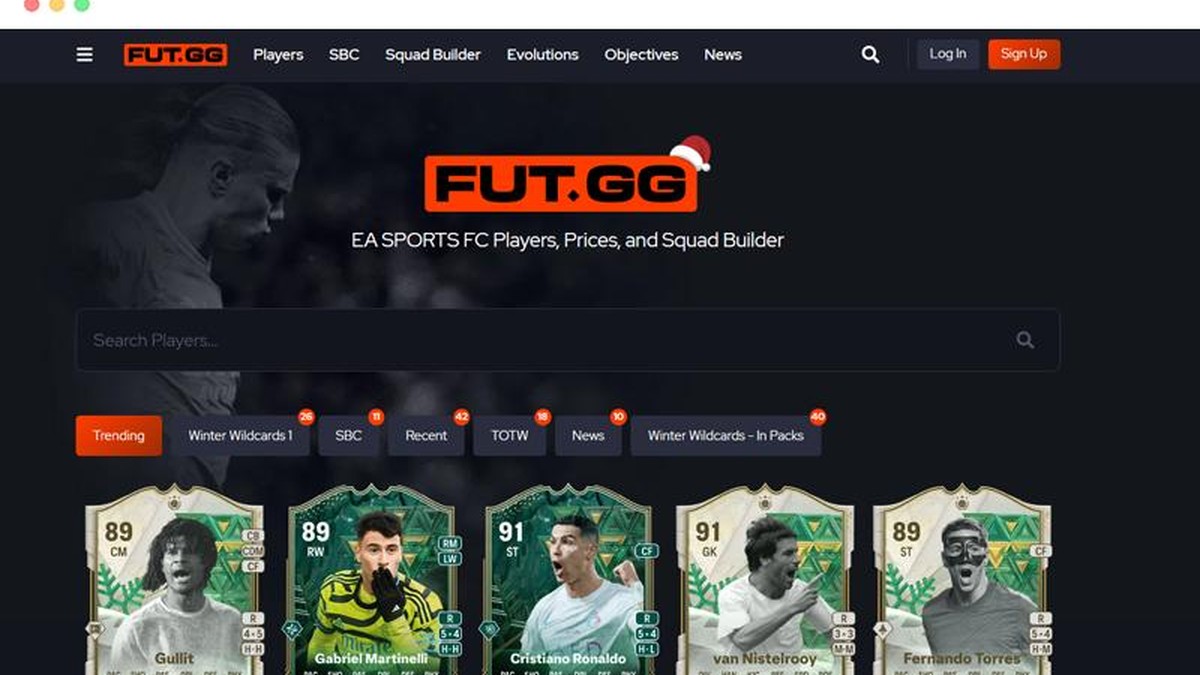 FUT.GG Players SBC Squad Builder Evolutions Objectives News Log In Sign Up
FUT.GG
EA SPORTS FC Players, Prices, and Squad Builder
Search Players...
26 11 42 18 10 40
Trending Winter Wildcards 1 SBC Recent TOTW News Winter Wildcards - In Packs
89 89 91 91 89
CM RW ST GK ST
CB RM CF CF
CDM LW
CF
R R R R R
4★5 5★4 5★4 3★3 5★4
H·H H·H H·L M·M H·M
Gullit Gabriel Martinelli Cristiano Ronaldo van Nistelrooy Fernando Torres